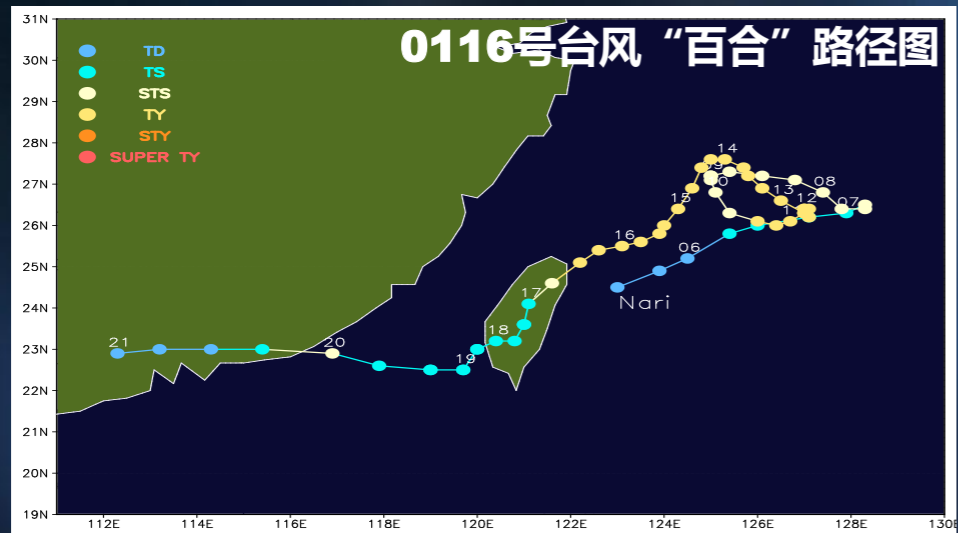 0116号台风“百合”路径图
TD
TS
STS
TY
STY
SUPER TY
31N
30N
29N
28N
27N
26N
25N
24N
23N
22N
21N
20N
19N
14
08
13
12
07
15
16
06
Nari
17
18
19
20
21
112E
114E
116E
118E
120E
122E
124E
126E
128E
130E